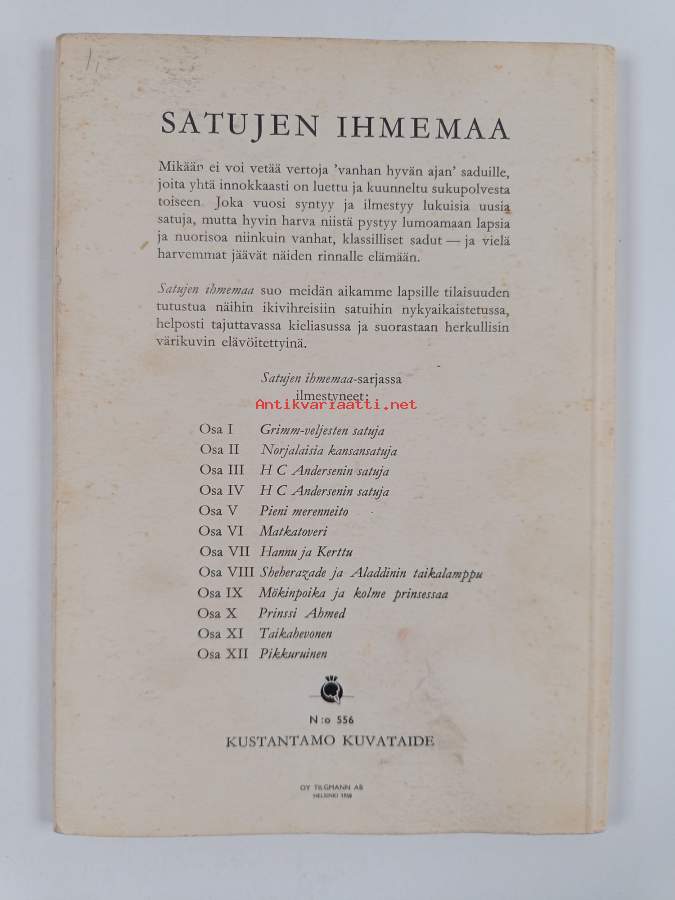 1,-
SATUJEN IHMEMAA
Mikään ei voi vetää vertoja 'vanhan hyvän ajan' saduille,
joita yhtä innokkaasti on luettu ja kuunneltu sukupolvesta
toiseen. Joka vuosi syntyy ja ilmestyy lukuisia uusia
satuja, mutta hyvin harva niistä pystyy lumoamaan lapsia
ja nuorisoa niinkuin vanhat, klassilliset sadut — ja vielä
harvemmat jäävät näiden rinnalle elämään.
Satujen ihmemaa suo meidän aikamme lapsille tilaisuuden
tutustua näihin ikivihreisiin satuihin nykyaikaistetussa,
helposti tajuttavassa kieliasussa ja suorastaan herkullisin
värikuvin elävöitettyinä.
Satujen ihmemaa-sarjassa
ilmestyneet:
Antikvariaatti.net
Osa I Grimm-veljesten satuja
Osa II Norjalaisia kansansatuja
Osa III H C Andersenin satuja
Osa IV H C Andersenin satuja
Osa V Pieni merenneito
Osa VI Matkatoveri
Osa VII Hannu ja Kerttu
Osa VIII Sheherazade ja Aladdinin taikalamppu
Osa IX Mökinpoika ja kolme prinsessaa
Osa X Prinssi Ahmed
Osa XI Taikahevonen
Osa XII Pikkuruinen
N:o 556
KUSTANTAMO KUVATAIDE
OY TILGMANN AB
HELSINKI 1958